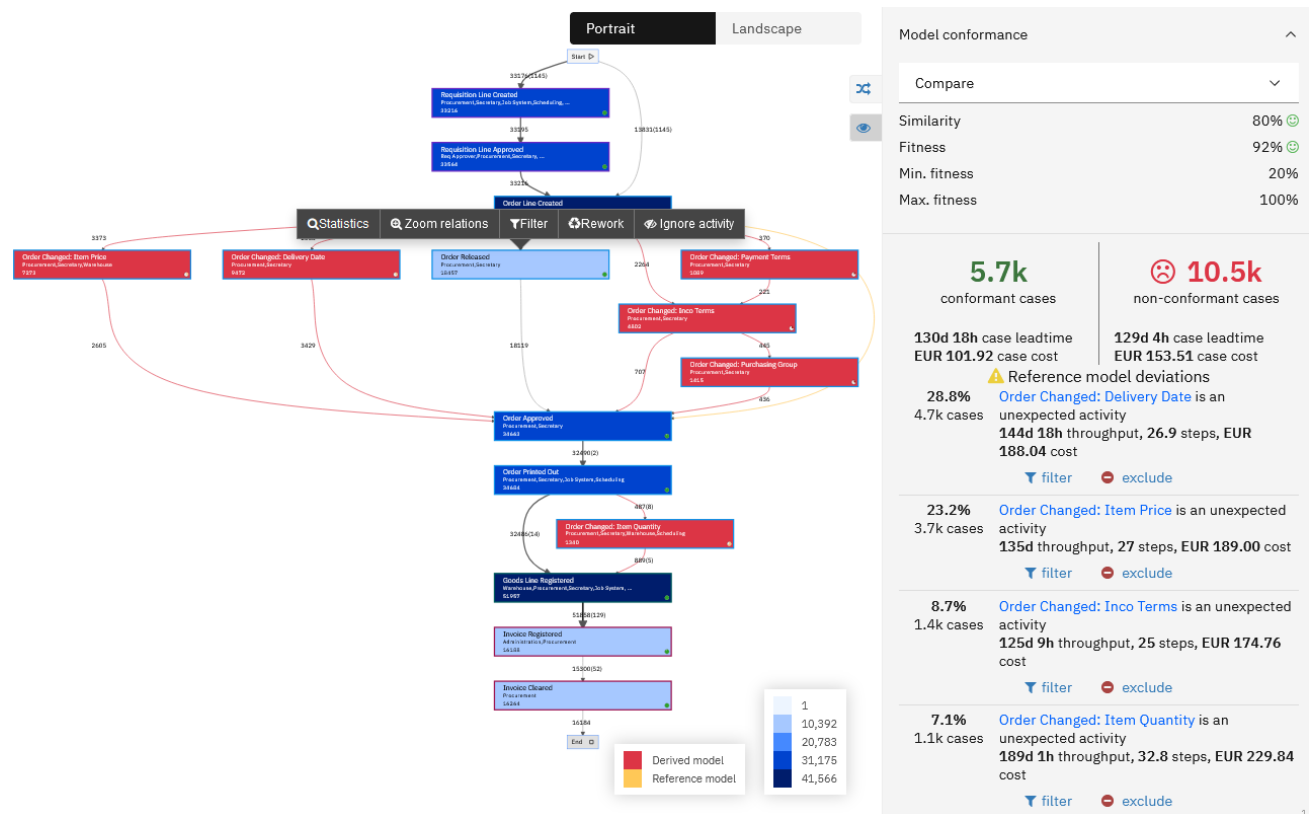 Portrait
Landscape
Start
33176(1145)
Requisition Line Created
Procurement,Secretary,Job System,Scheduling, ...
33216
33195
13831(1145)
Requisition Line Approved
Req Approver,Procurement,Secretary, ...
33216
Order Line Created
Statistics
Zoom relations
Filter
Rework
Ignore activity
3373
370
Order Changed: Item Price
Procurement,Secretary,Warehouse
7373
Order Changed: Delivery Date
Procurement,Secretary
9473
Order Released
Procurement,Secretary
2264
Order Changed: Payment Terms
Procurement,Secretary
221
Order Changed: Inco Terms
Procurement,Secretary
2605
3429
18119
445
707
Order Changed: Purchasing Group
Procurement,Secretary
1415
436
Order Approved
Procurement,Secretary
32490(2)
Order Printed Out
Procurement,Secretary,Job System,Scheduling
487(8)
32486(14)
Order Changed: Item Quantity
Procurement,Secretary,Warehouse,Scheduling
1340
889(5)
Goods Line Registered
Warehouse,Procurement,Secretary,Job System, ...
51957
51858(129)
Invoice Registered
Administration,Procurement
15300(52)
Invoice Cleared
Procurement
16264
16184
End
Derived model
Reference model
1
10,392
20,783
31,175
41,566
Model conformance
Compare
Similarity 80%
Fitness 92%
Min. fitness 20%
Max. fitness 100%
5.7k
conformant cases
10.5k
non-conformant cases
130d 18h case leadtime
EUR 101.92 case cost
129d 4h case leadtime
EUR 153.51 case cost
Reference model deviations
28.8%
4.7k cases
Order Changed: Delivery Date is an
unexpected activity
144d 18h throughput, 26.9 steps, EUR
188.04 cost
filter exclude
23.2%
3.7k cases
Order Changed: Item Price is an unexpected
activity
135d throughput, 27 steps, EUR 189.00 cost
filter exclude
8.7%
1.4k cases
Order Changed: Inco Terms is an unexpected
activity
125d 9h throughput, 25 steps, EUR 174.76
cost
filter exclude
7.1%
1.1k cases
Order Changed: Item Quantity is an
unexpected activity
189d 1h throughput, 32.8 steps, EUR 229.84
cost
filter exclude